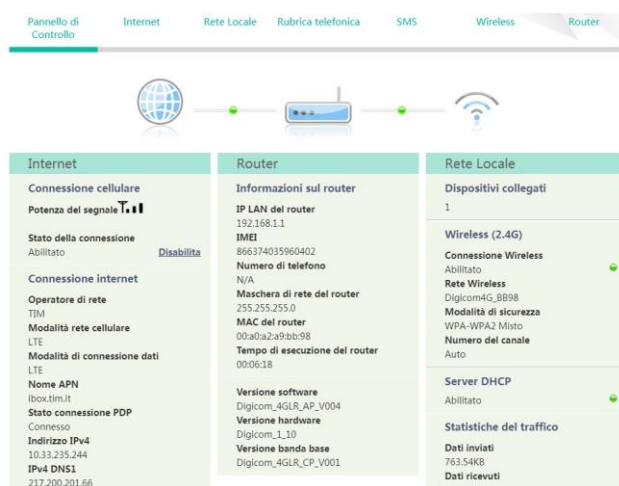 Pannello di
Controllo
Internet
Rete Locale
Rubrica telefonica
SMS
Wireless
Router
Internet
Connessione cellulare
Potenza del segnale
Stato della connessione
Abilitato Disabilita
Connessione internet
Operatore di rete
TIM
Modalità rete cellulare
LTE
Modalità di connessione dati
LTE
Nome APN
ibox.tim.it
Stato connessione PDP
Connesso
Indirizzo IPv4
10.33.235.244
IPv4 DNS1
217.200.201.66
Router
Informazioni sul router
IP LAN del router
192.168.1.1
IMEI
866374035960402
Numero di telefono
N/A
Maschera di rete del router
255.255.255.0
MAC del router
00:a0:a2:a9:bb:98
Tempo di esecuzione del router
00:06:18
Versione software
Digicom_4GLR_AP_V004
Versione hardware
Digicom_1_10
Versione banda base
Digicom_4GLR_CP_V001
Rete Locale
Dispositivi collegati
1
Wireless (2.4G)
Connessione Wireless
Abilitato
Rete Wireless
Digicom4G_BB98
Modalità di sicurezza
WPA-WPA2 Misto
Numero del canale
Auto
Server DHCP
Abilitato
Statistiche del traffico
Dati inviati
763.54KB
Dati ricevuti